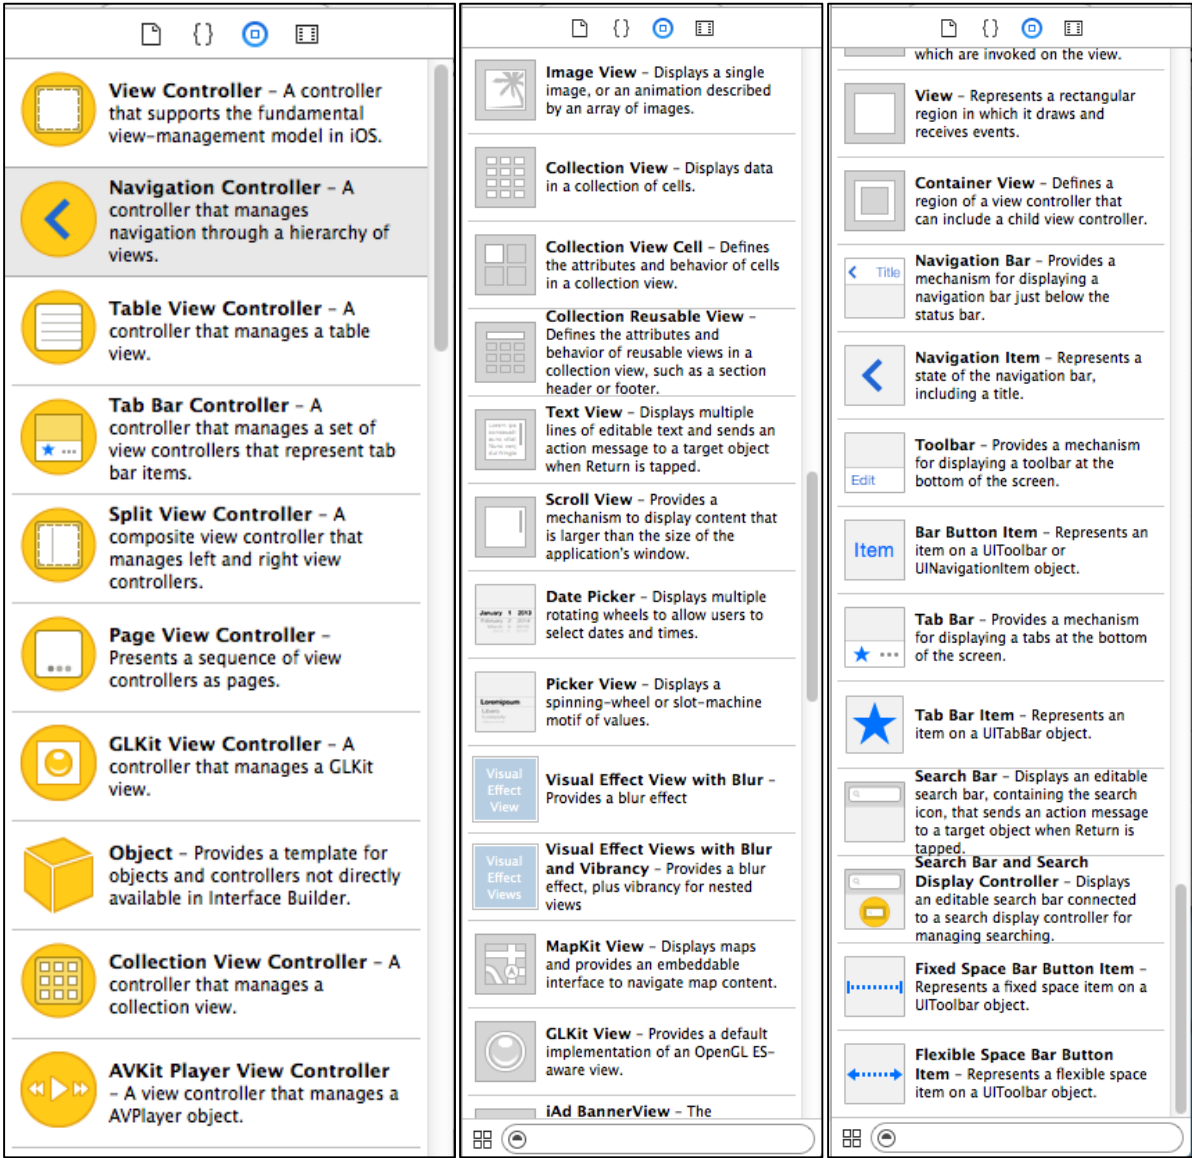 View Controller – A controller
that supports the fundamental
view-management model in iOS.
Navigation Controller – A
controller that manages
navigation through a hierarchy of
views.
Table View Controller – A
controller that manages a table
view.
Tab Bar Controller – A
controller that manages a set of
view controllers that represent tab
bar items.
Split View Controller – A
composite view controller that
manages left and right view
controllers.
Page View Controller –
Presents a sequence of view
controllers as pages.
GLKit View Controller – A
controller that manages a GLKit
view.
Object – Provides a template for
objects and controllers not directly
available in Interface Builder.
Collection View Controller – A
controller that manages a
collection view.
AVKit Player View Controller
– A view controller that manages a
AVPlayer object.
Image View – Displays a single
image, or an animation described
by an array of images.
Collection View – Displays data
in a collection of cells.
Collection View Cell – Defines
the attributes and behavior of cells
in a collection view.
Collection Reusable View –
Defines the attributes and
behavior of reusable views in a
collection view, such as a section
header or footer.
Text View – Displays multiple
lines of editable text and sends an
action message to a target object
when Return is tapped.
Scroll View – Provides a
mechanism to display content that
is larger than the size of the
application's window.
January 1 2013
Date Picker – Displays multiple
rotating wheels to allow users to
select dates and times.
Loremipsum
Picker View – Displays a
spinning-wheel or slot-machine
motif of values.
Visual
Effect
View
Visual Effect View with Blur –
Provides a blur effect
Visual
Effect
Views
Visual Effect Views with Blur
and Vibrancy – Provides a blur
effect, plus vibrancy for nested
views
MapKit View – Displays maps
and provides an embeddable
interface to navigate map content.
GLKit View – Provides a default
implementation of an OpenGL ES-
aware view.
iAd BannerView – The
which are invoked on the view.
View – Represents a rectangular
region in which it draws and
receives events.
Container View – Defines a
region of a view controller that
can include a child view controller.
Title
Navigation Bar – Provides a
mechanism for displaying a
navigation bar just below the
status bar.
Navigation Item – Represents a
state of the navigation bar,
including a title.
Edit
Toolbar – Provides a mechanism
for displaying a toolbar at the
bottom of the screen.
Item
Bar Button Item – Represents an
item on a UIToolbar or
UINavigationItem object.
Tab Bar – Provides a mechanism
for displaying a tabs at the bottom
of the screen.
Tab Bar Item – Represents an
item on a UITabBar object.
Search Bar – Displays an editable
search bar, containing the search
icon, that sends an action message
to a target object when Return is
tapped.
Search Bar and Search
Display Controller – Displays
an editable search bar connected
to a search display controller for
managing searching.
Fixed Space Bar Button Item –
Represents a fixed space item on a
UIToolbar object.
Flexible Space Bar Button
Item – Represents a flexible space
item on a UIToolbar object.